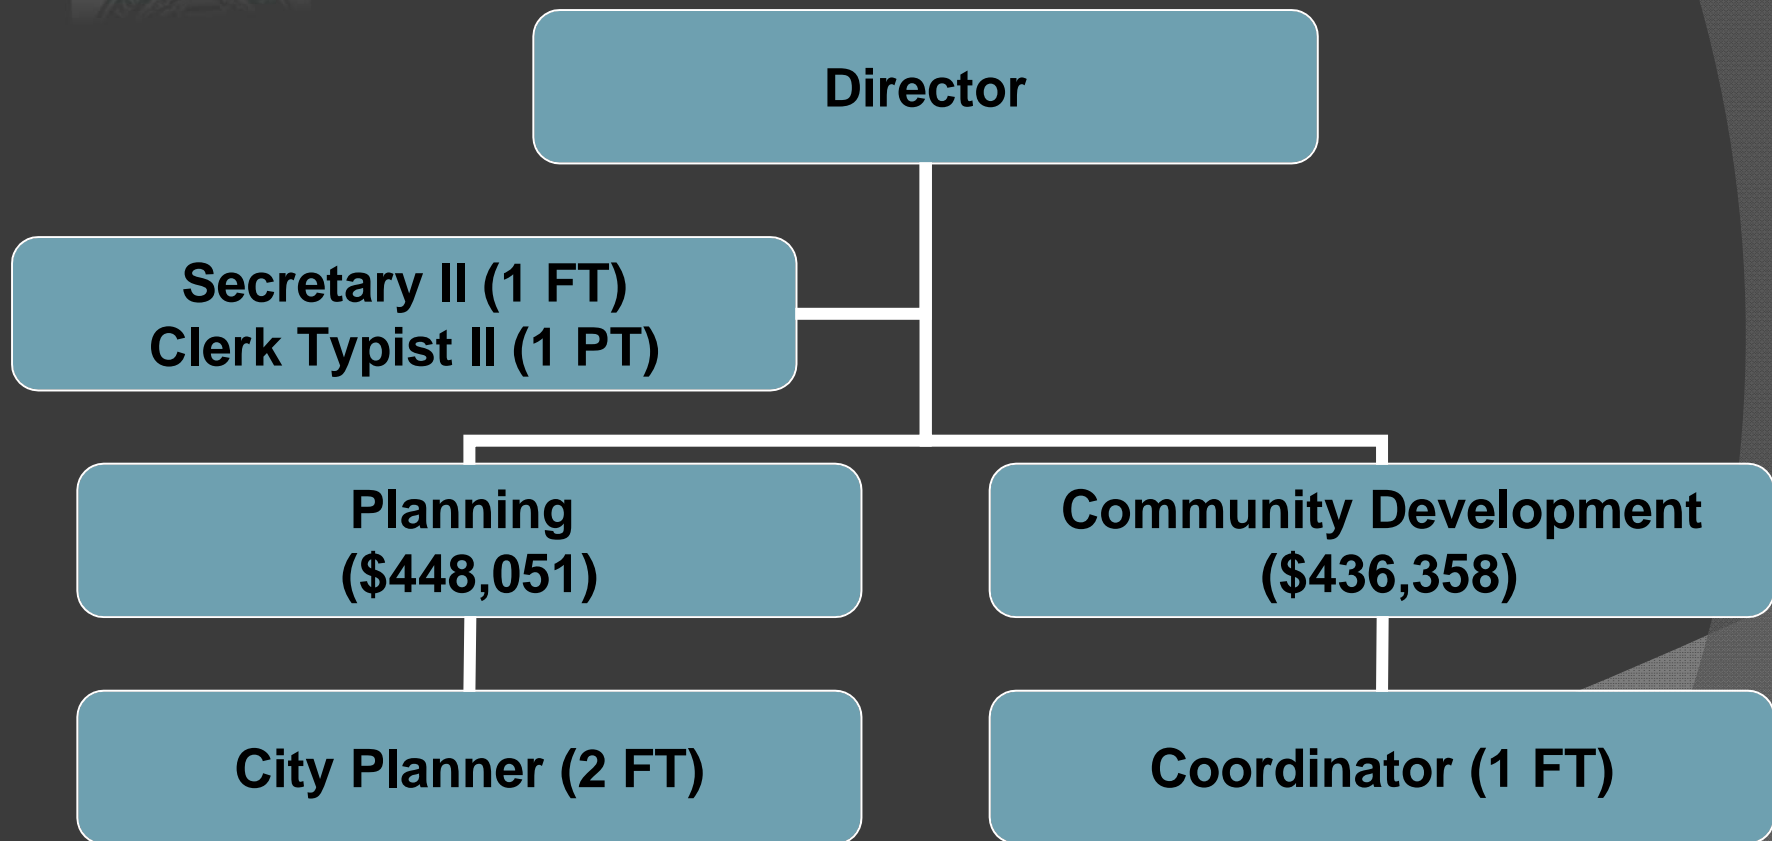 Director
Secretary II (1 FT)
Clerk Typist II (1 PT)
Planning
($448,051)
Community Development
($436,358)
City Planner (2 FT)
Coordinator (1 FT)